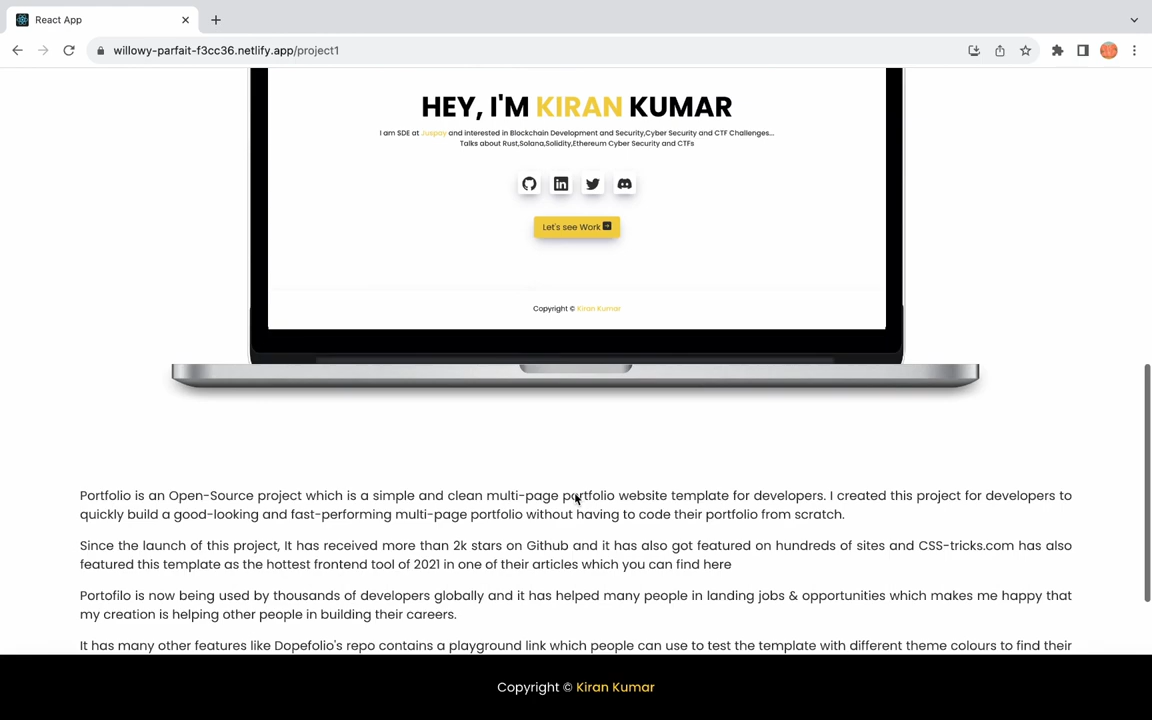 React App
willowy-parfait-f3cc36.netlify.app/project1
HEY, I'M KIRAN KUMAR
I am SDE at Juspay and interested in Blockchain Development and Security,Cyber Security and CTF Challenges...
Talks about Rust,Solana,Solidity,Ethereum Cyber Security and CTFs
Let's see Work
Copyright © Kiran Kumar
Portfolio is an Open-Source project which is a simple and clean multi-page portfolio website template for developers. I created this project for developers to
quickly build a good-looking and fast-performing multi-page portfolio without having to code their portfolio from scratch.
Since the launch of this project, It has received more than 2k stars on Github and it has also got featured on hundreds of sites and CSS-tricks.com has also
featured this template as the hottest frontend tool of 2021 in one of their articles which you can find here
Portofilo is now being used by thousands of developers globally and it has helped many people in landing jobs & opportunities which makes me happy that
my creation is helping other people in building their careers.
It has many other features like Dopefolio's repo contains a playground link which people can use to test the template with different theme colours to find their
Copyright © Kiran Kumar